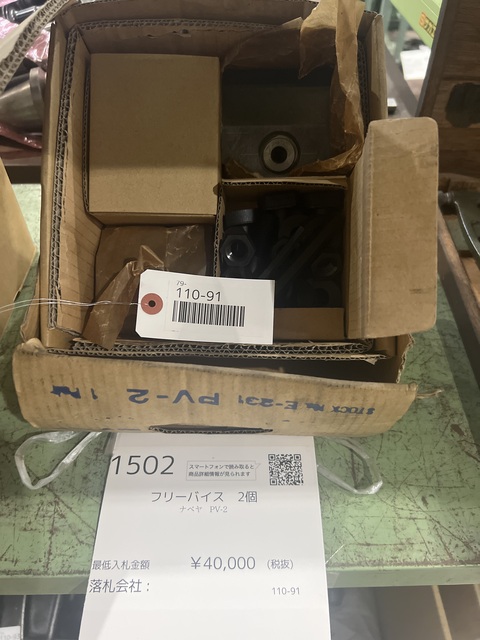 79-
110-91
STOCK No. E-231 PV-2
1502
スマートフォンで読み取ると
商品詳細情報が見られます
フリーバイス 2個
ナベヤ PV-2
最低入札金額 ¥40,000 (税抜)
落札会社:
110-91